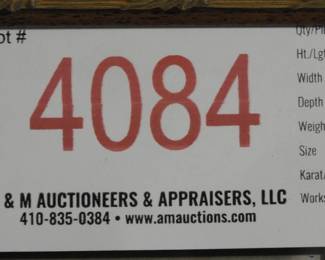 ot #
4084
& M AUCTIONEERS & APPRAISERS, LLC
410-835-0384 • www.amauctions.com
Qty/Pi
Ht./Lgt
Width
Depth
Weigh
Size
Karat/
Works